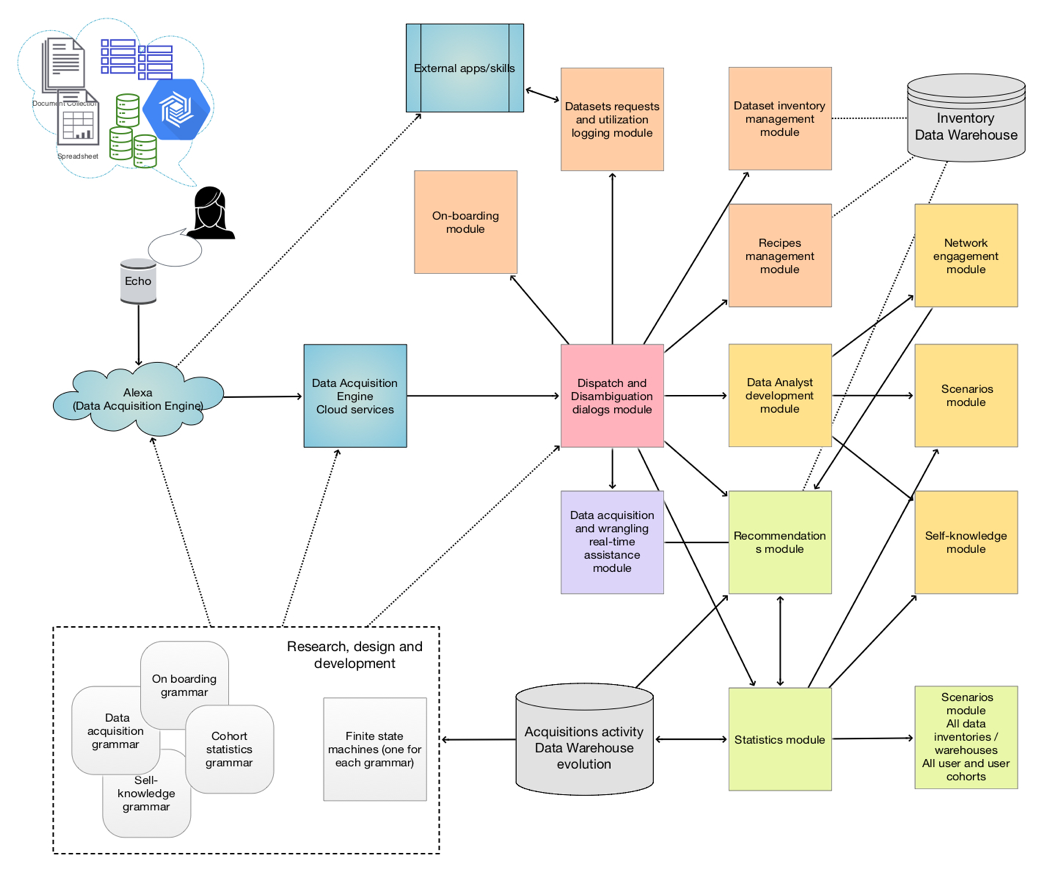 Document Collection
Spreadsheet
External apps/skills
Datasets requests
and utilization
logging module
Dataset inventory
management
module
Inventory
Data Warehouse
On-boarding
module
Recipes
management
module
Network
engagement
module
Echo
Alexa
(Data Acquisition Engine)
Data Acquisition
Engine
Cloud services
Dispatch and
Disambiguation
dialogs module
Data Analyst
development
module
Scenarios
module
Data acquisition
and wrangling
real-time
assistance
module
Recommendation
s module
Self-knowledge
module
Research, design and
development
On boarding
grammar
Data
acquisition
grammar
Cohort
statistics
grammar
Sell-
knowledge
grammar
Finite state
machines (one for
each grammar)
Acquisitions activity
Data Warehouse
evolution
Statistics module
Scenarios
module
All data
inventories /
warehouses
All user and user
cohorts